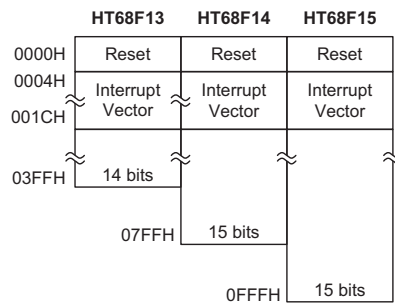 HT68F13 HT68F14 HT68F15
0000H Reset Reset Reset
0004H
Interrupt Interrupt Interrupt
Vector Vector Vector
001CH
03FFH 14 bits
07FFH 15 bits
0FFFH 15 bits